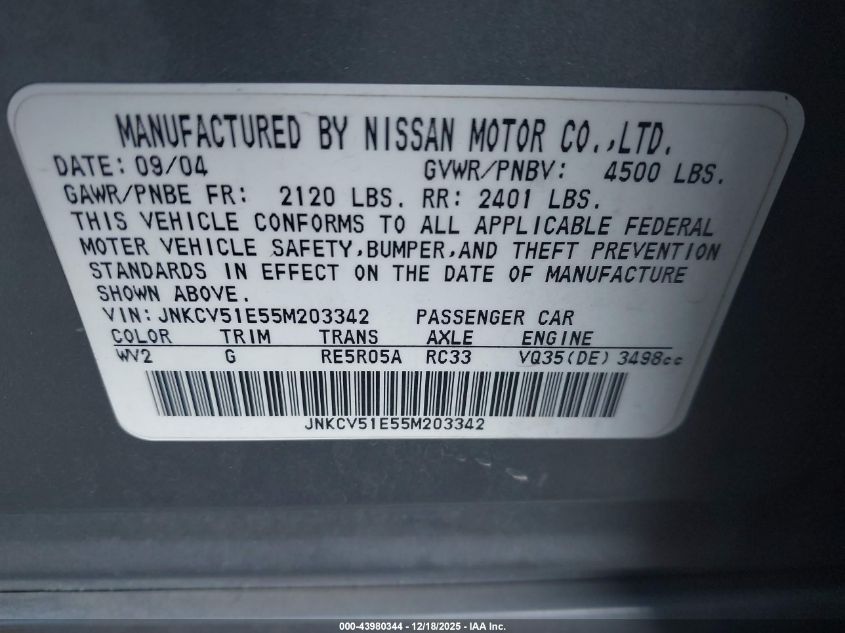 MANUFACTURED BY NISSAN MOTOR CO.,LTD.
DATE: 09/04 GVWR/PNBV: 4500 LBS.
GAWR/PNBE FR: 2120 LBS. RR: 2401 LBS.
THIS VEHICLE CONFORMS TO ALL APPLICABLE FEDERAL
MOTER VEHICLE SAFETY,BUMPER,AND THEFT PREVENTION
STANDARDS IN EFFECT ON THE DATE OF MANUFACTURE
SHOWN ABOVE.
VIN: JNKCV51E55M203342 PASSENGER CAR
COLOR TRIM TRANS AXLE ENGINE
WV2 G RE5R05A RC33 VQ35(DE) 3498cc
JNKCV51E55M203342
000-43980344 - 12/18/2025 - IAA Inc.